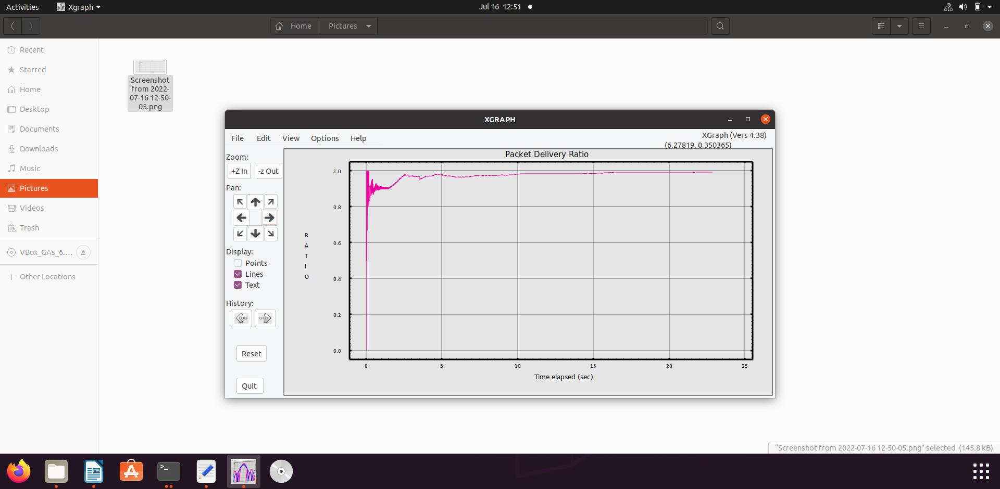 Activities
Xgraph
Jul 16 12:51
Home
Pictures
Recent
Starred
Home
Desktop
Documents
Downloads
Music
Pictures
Videos
Trash
VBox_GAs_6....
Other Locations
Screenshot
from 2022-
07-16 12-50-
05.png
XGRAPH
File Edit View Options Help
XGraph (Vers 4.38)
(6.27819, 0.350365)
Zoom:
+Z In
-z Out
Pan:
Display:
Points
Lines
Text
History:
Reset
Quit
Packet Delivery Ratio
1.0
0.8
0.6
0.4
0.2
0.0
R
A
T
I
O
0 5 10 15 20 25
Time elapsed (sec)
“Screenshot from 2022-07-16 12-50-05.png” selected (145.8 kB)